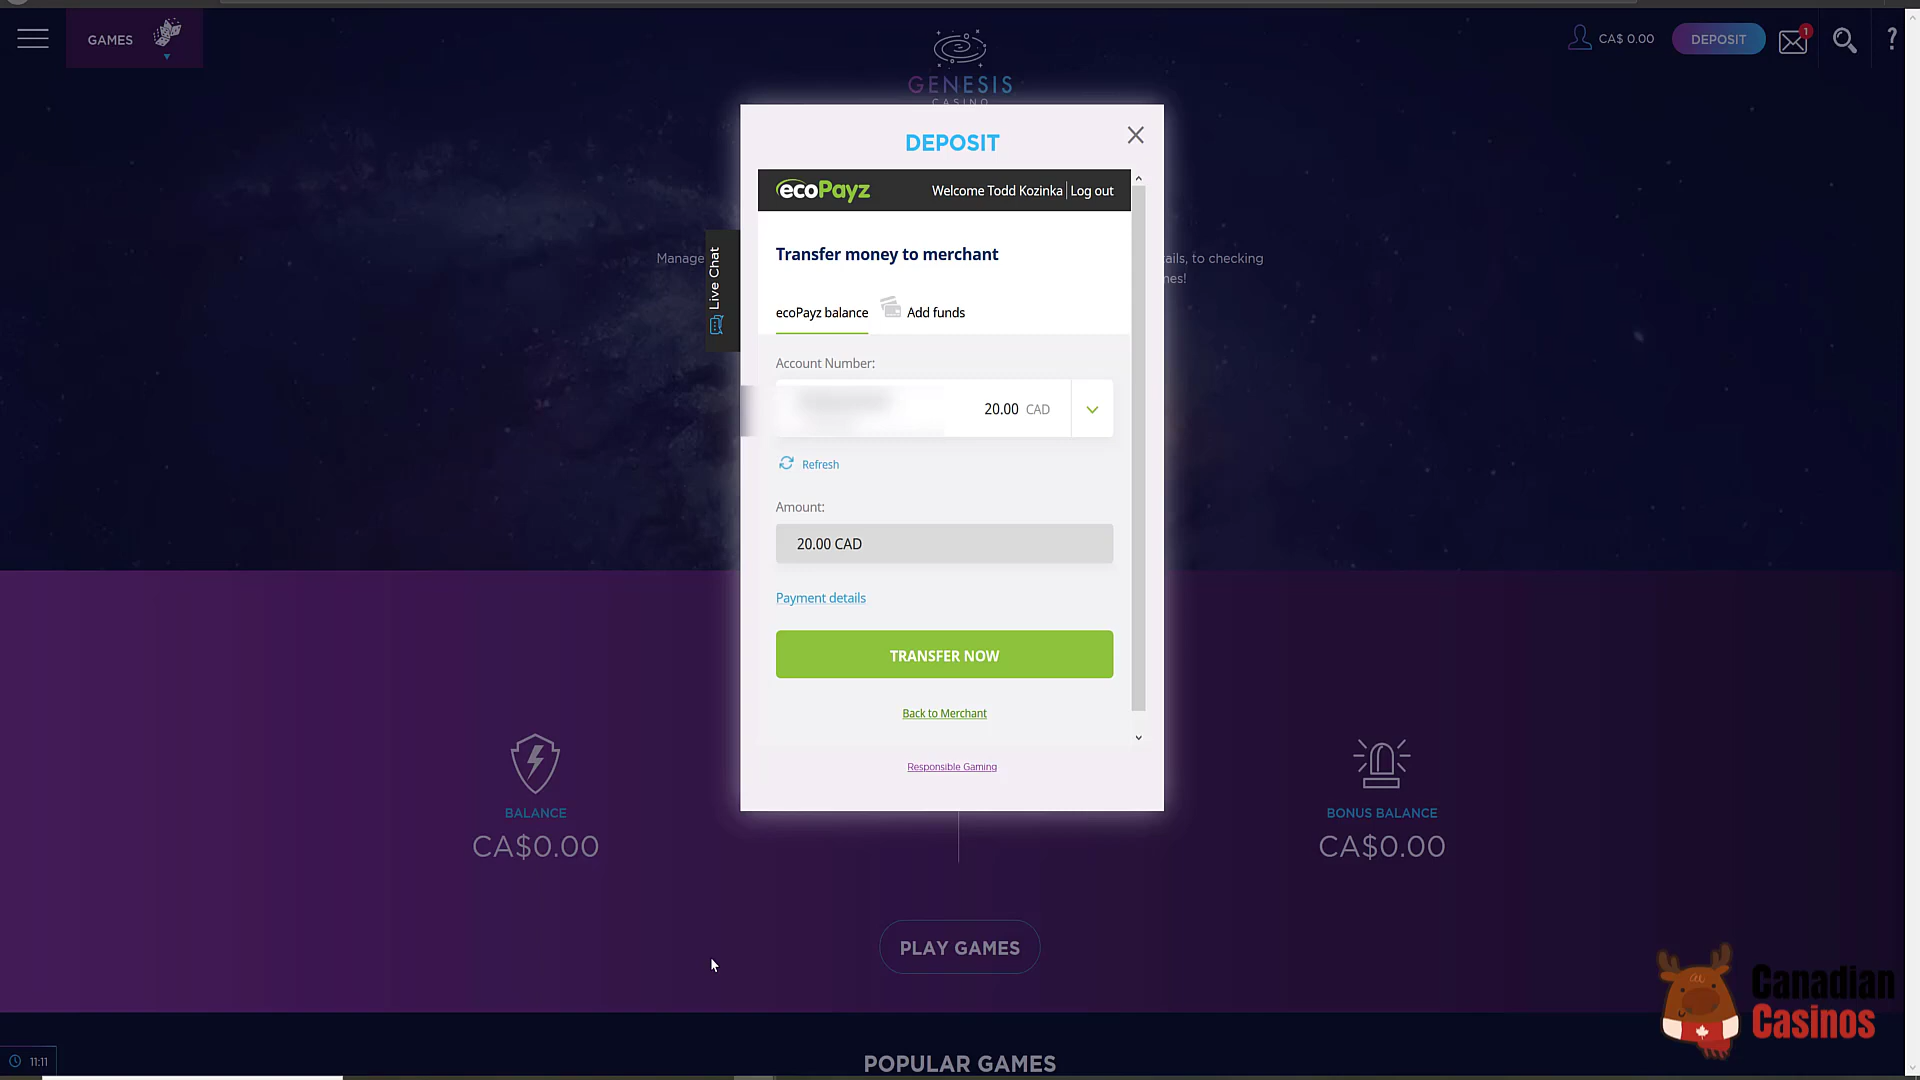 GAMES
CA$ 0.00
DEPOSIT
1
?
GENESIS
CASINO
DEPOSIT
ecoPayz
Welcome Todd Kozinka | Log out
Live Chat
Manage
ails, to checking
nes!
Transfer money to merchant
ecoPayz balance
Add funds
Account Number:
20.00 CAD
Refresh
Amount:
20.00 CAD
Payment details
TRANSFER NOW
Back to Merchant
Responsible Gaming
BALANCE
CA$0.00
BONUS BALANCE
CA$0.00
PLAY GAMES
Canadian
Casinos
11:11
POPULAR GAMES